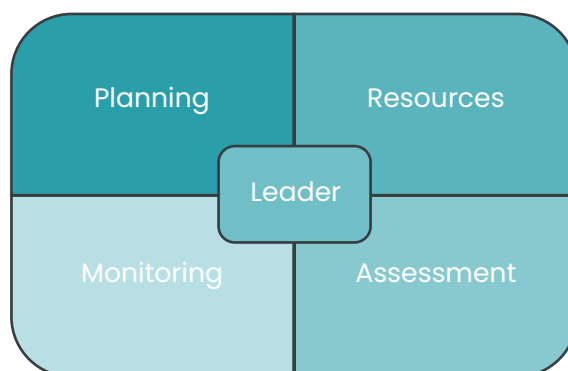 Planning
Resources
Leader
Monitoring
Assessment